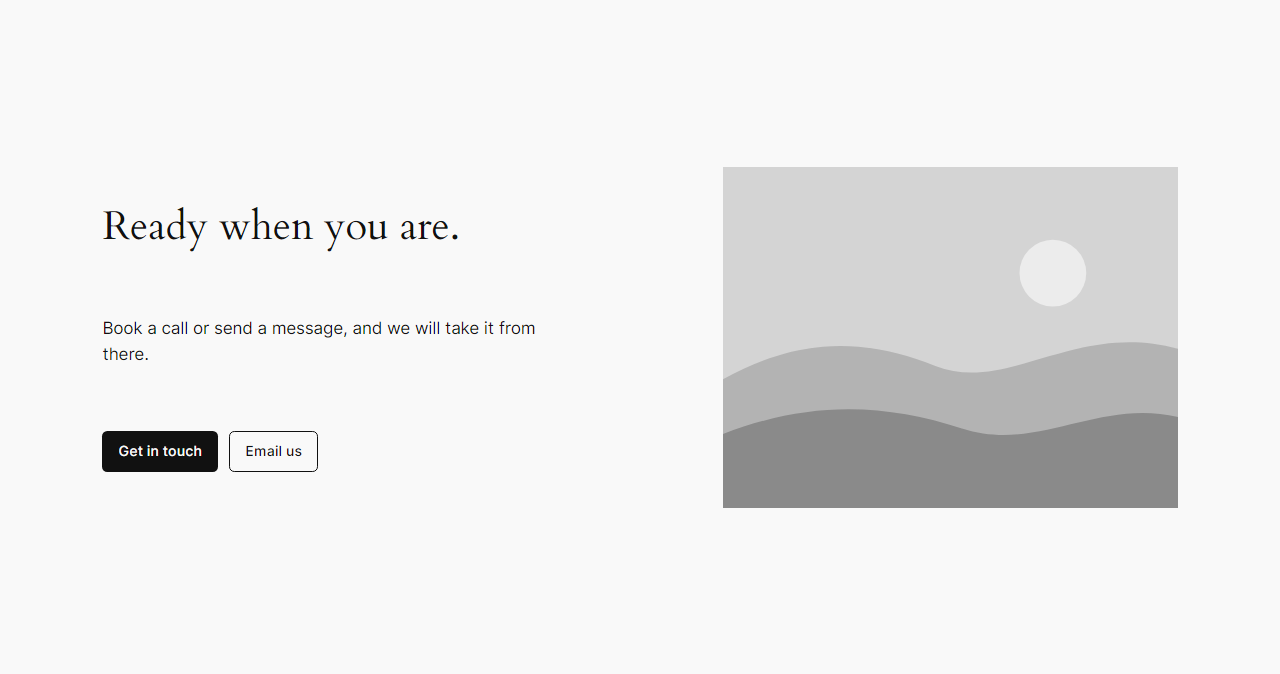 Ready when you are.
Book a call or send a message, and we will take it from
there.
Get in touch
Email us